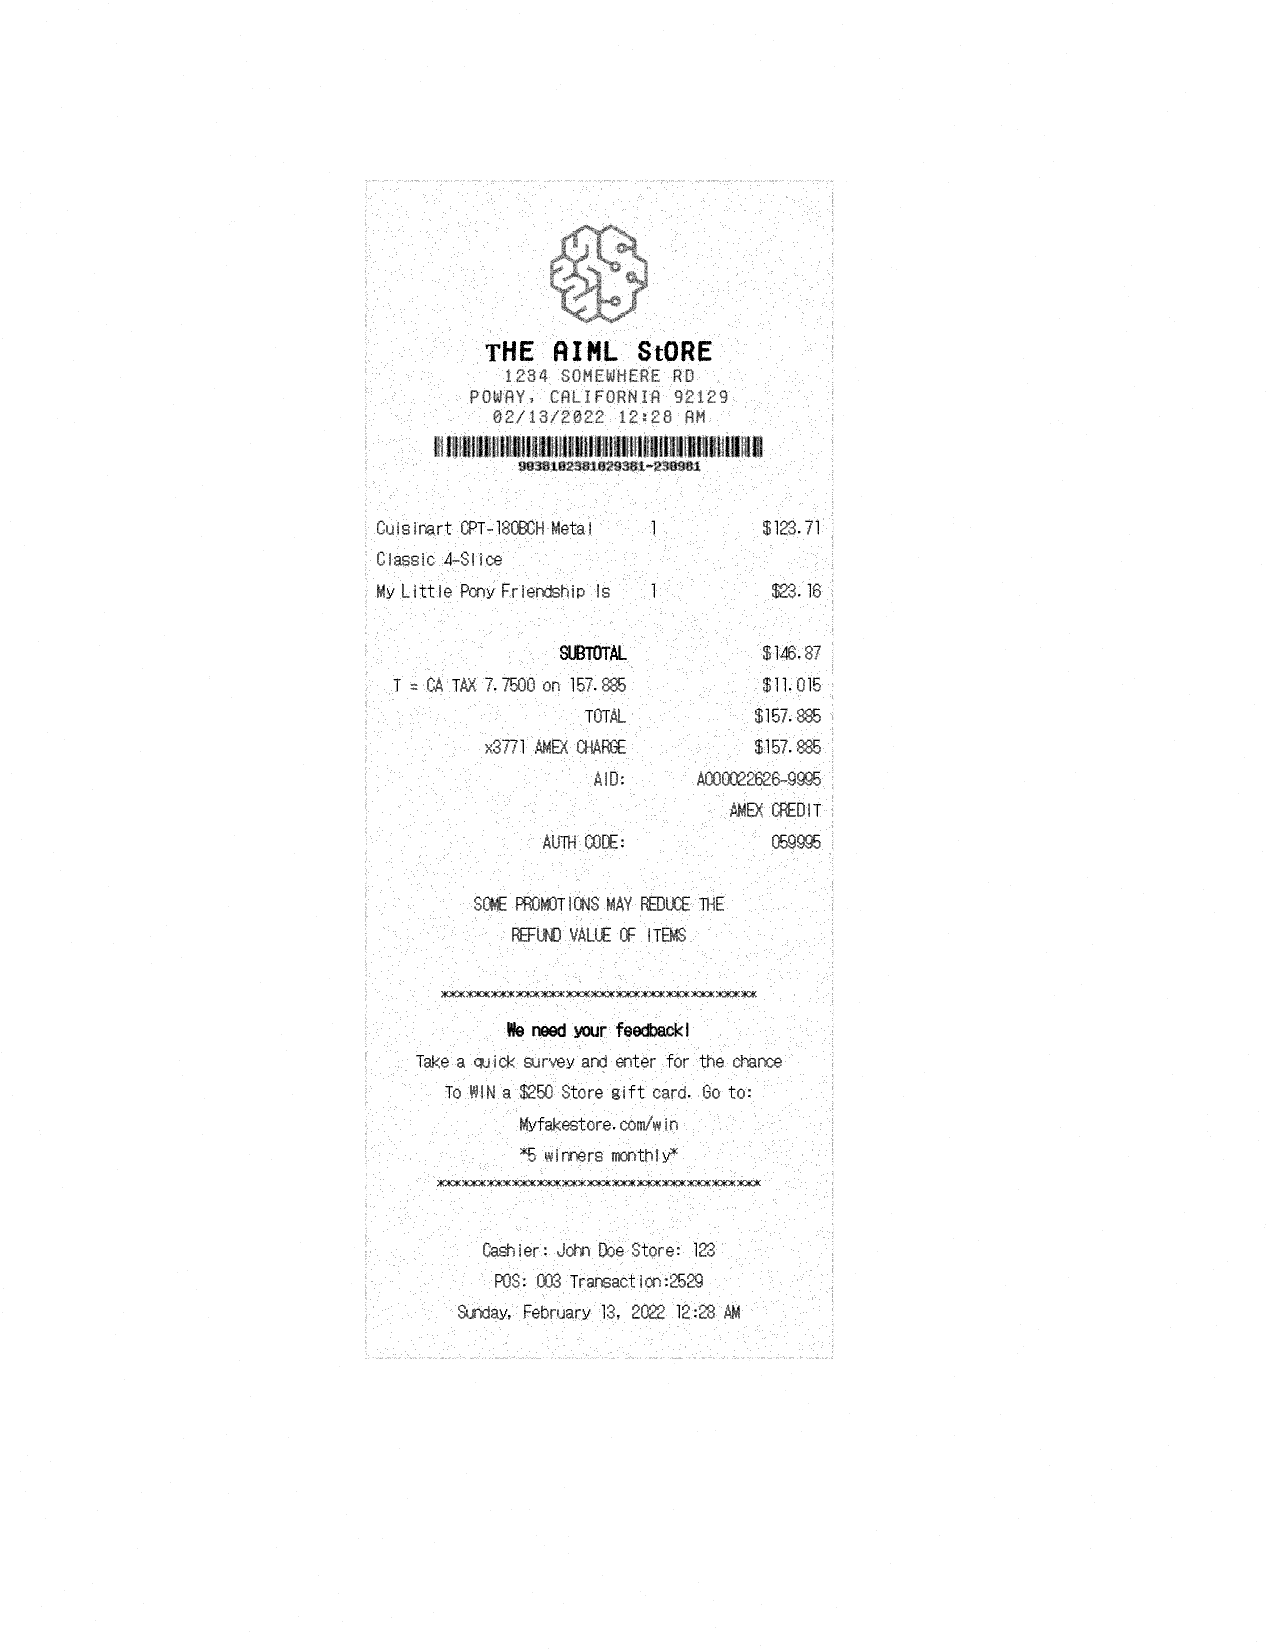 THE AIML StORE
1234 SOMEWHERE RD
POWAY, CALIFORNIA 92129
02/13/2022 12:28 AM
9038102381029381-230981
Cuisinart CPT-180BCH Metal 1 $123.71
Classic 4-Slice
My Little Pony Friendship Is 1 $23.16
SUBTOTAL $146.87
T = CA TAX 7.7500 on 157.885 $11.015
TOTAL $157.885
x3771 AMEX CHARGE $157.885
AID: A000022626-9995
AMEX CREDIT
AUTH CODE: 059995
SOME PROMOTIONS MAY REDUCE THE
REFUND VALUE OF ITEMS
**************************************
We need your feedback!
Take a quick survey and enter for the chance
To WIN a $250 Store gift card. Go to:
Myfakestore.com/win
*5 winners monthly*
***************************************
Cashier: John Doe Store: 123
POS: 003 Transaction:2529
Sunday, February 13, 2022 12:28 AM